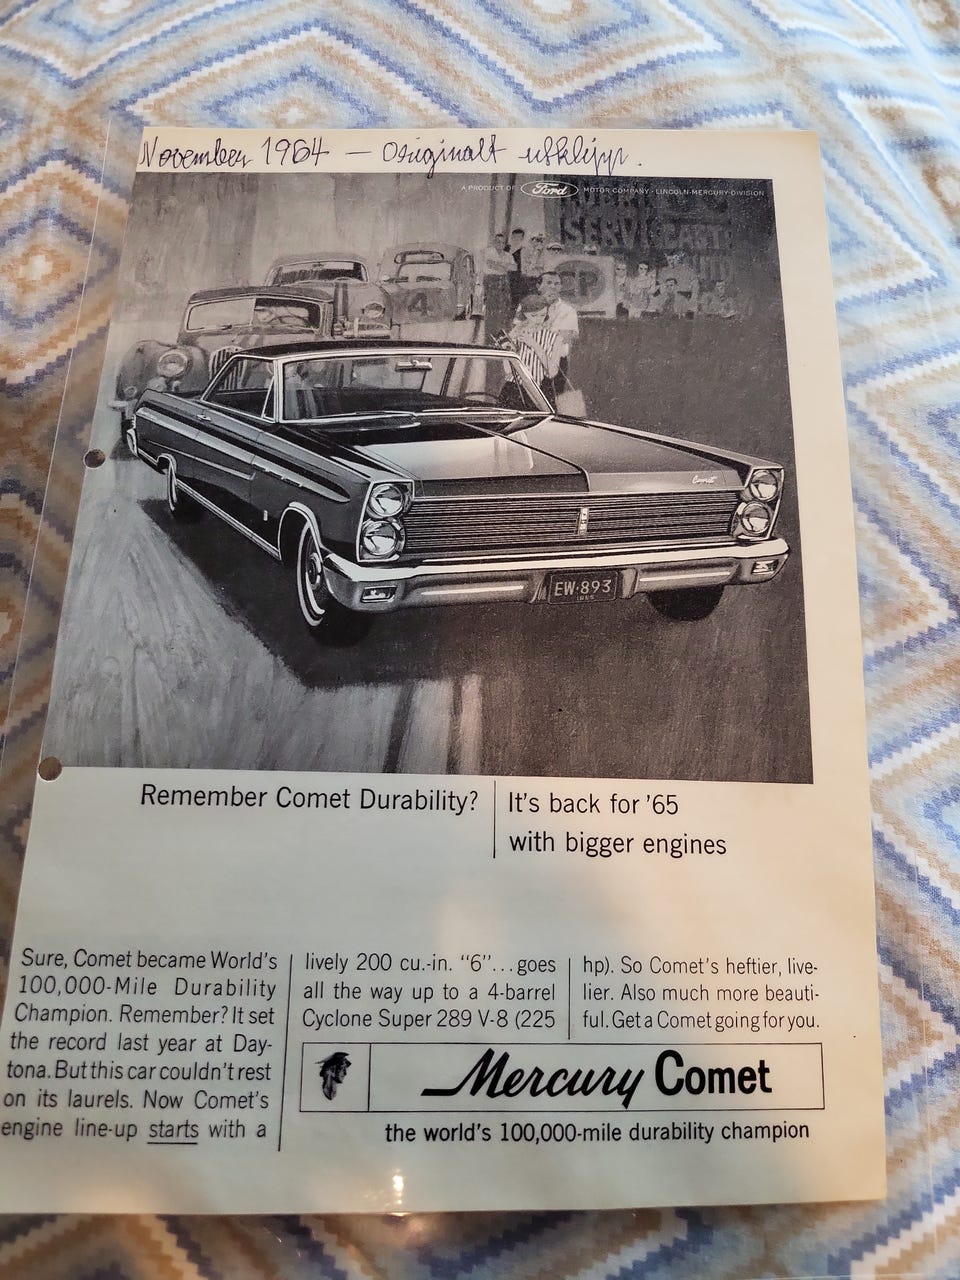 November 1964 — Originalt utklipp.
A PRODUCT OF Ford MOTOR COMPANY · LINCOLN-MERCURY DIVISION
SERVI
4
CP
Comet
EW·893
1965
Remember Comet Durability?
It's back for '65
with bigger engines
Sure, Comet became World's
100,000-Mile Durability
Champion. Remember? It set
the record last year at Day-
tona. But this car couldn't rest
on its laurels. Now Comet's
engine line-up starts with a
lively 200 cu.-in. “6”...goes
all the way up to a 4-barrel
Cyclone Super 289 V-8 (225
hp). So Comet's heftier, live-
lier. Also much more beauti-
ful. Get a Comet going for you.
Mercury Comet
the world's 100,000-mile durability champion